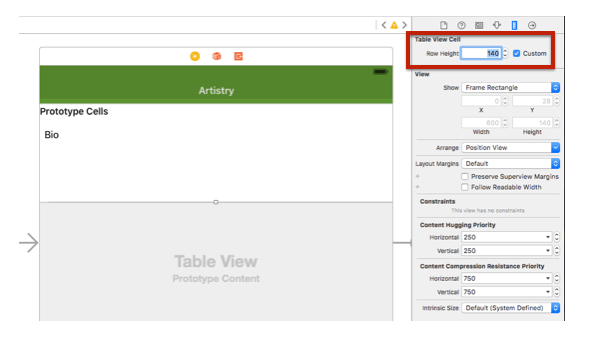 Table View Cell
Row Height 140 Custom
Artistry
Prototype Cells
Bio
Table View
Prototype Content
View
Show Frame Rectangle
0 28
X Y
600 140
Width Height
Arrange Position View
Layout Margins Default
Preserve Superview Margins
Follow Readable Width
Constraints
This view has no constraints
Content Hugging Priority
Horizontal 250
Vertical 250
Content Compression Resistance Priority
Horizontal 750
Vertical 750
Intrinsic Size Default (System Defined)